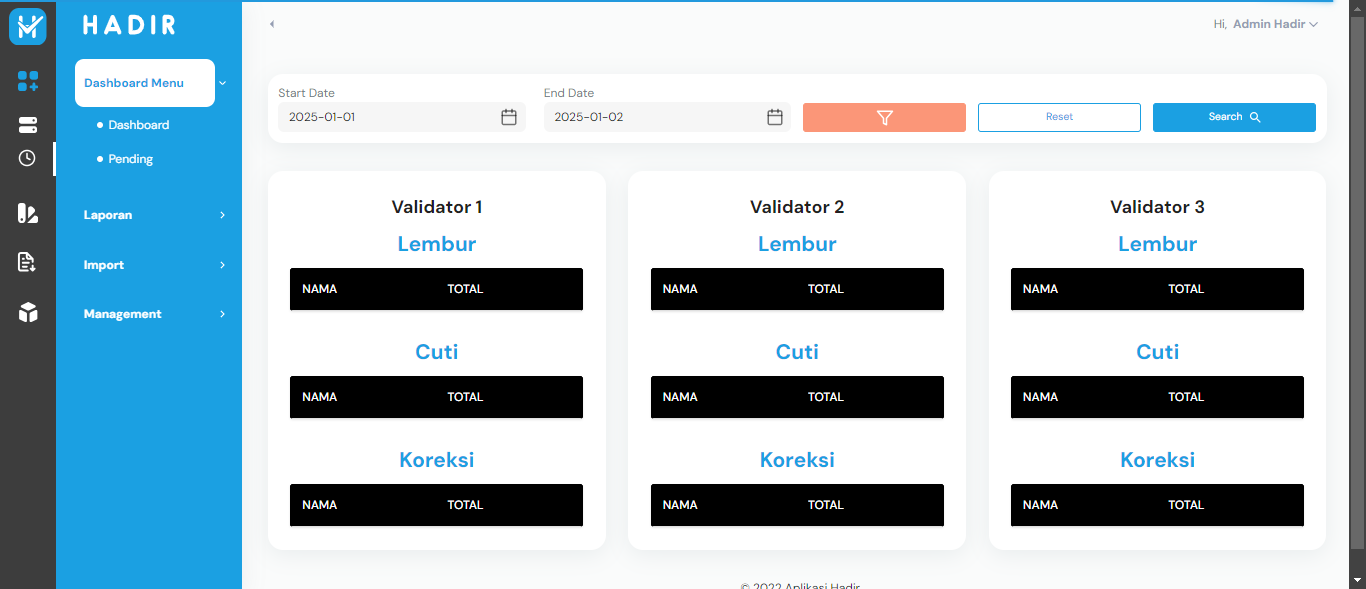 HADIR
Hi, Admin Hadir
Dashboard Menu
Dashboard
Pending
Laporan
Import
Management
Start Date
2025-01-01
End Date
2025-01-02
Reset
Search
Validator 1
Lembur
NAMA TOTAL
Cuti
NAMA TOTAL
Koreksi
NAMA TOTAL
Validator 2
Lembur
NAMA TOTAL
Cuti
NAMA TOTAL
Koreksi
NAMA TOTAL
Validator 3
Lembur
NAMA TOTAL
Cuti
NAMA TOTAL
Koreksi
NAMA TOTAL
© 2022 Aplikasi Hadir